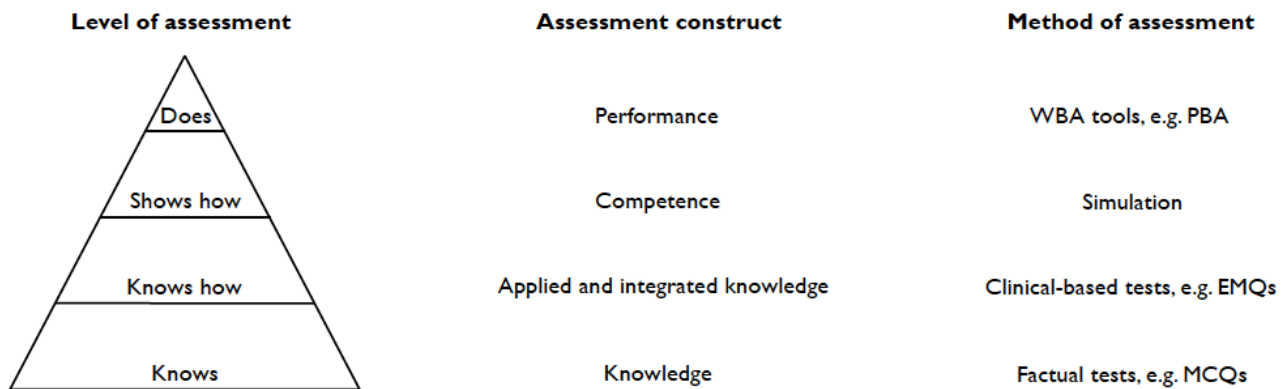 Level of assessment Assessment construct Method of assessment
Does Performance WBA tools, e.g. PBA
Shows how Competence Simulation
Knows how Applied and integrated knowledge Clinical-based tests, e.g. EMQs
Knows Knowledge Factual tests, e.g. MCQs